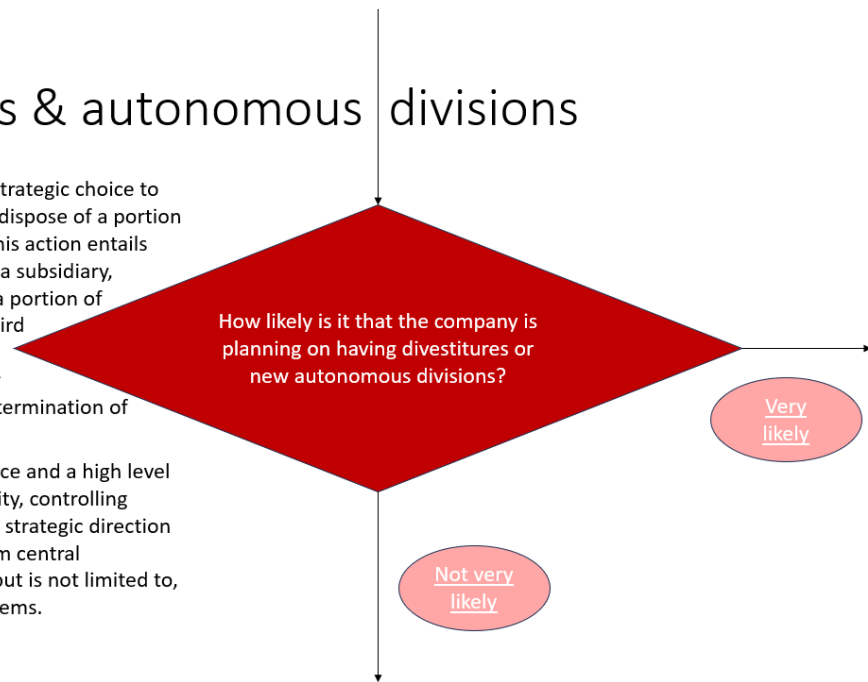 s & autonomous divisions
trategic choice to
dispose of a portion
his action entails
a subsidiary,
a portion of
ird
termination of
ce and a high level
ity, controlling
strategic direction
m central
out is not limited to,
ems.
How likely is it that the company is
planning on having divestitures or
new autonomous divisions?
Very
likely
Not very
likely